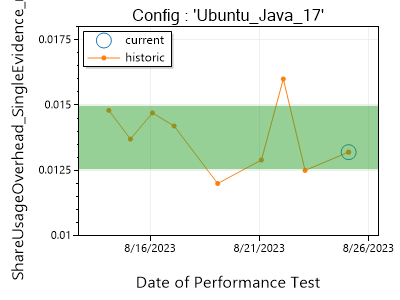 Config : 'Ubuntu_Java_17'
0.0175
current
historic
0.015
0.0125
0.01
8/16/2023
8/21/2023
8/26/2023
Date of Performance Test
ShareUsageOverhead_SingleEvidence_